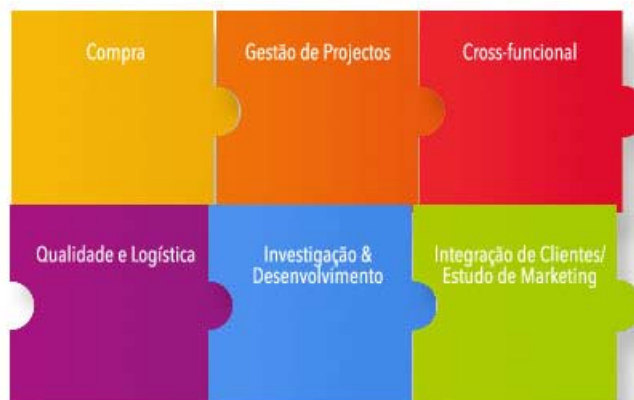 Compra
Gestão de Projectos
Cross-funcional
Qualidade e Logística
Investigação &
Desenvolvimento
Integração de Clientes/
Estudo de Marketing